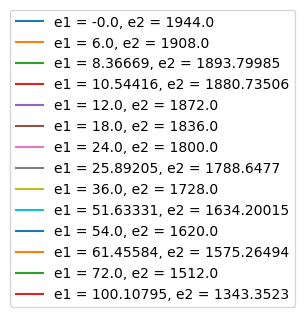 e1 = -0.0, e2 = 1944.0
e1 = 6.0, e2 = 1908.0
e1 = 8.36669, e2 = 1893.79985
e1 = 10.54416, e2 = 1880.73506
e1 = 12.0, e2 = 1872.0
e1 = 18.0, e2 = 1836.0
e1 = 24.0, e2 = 1800.0
e1 = 25.89205, e2 = 1788.6477
e1 = 36.0, e2 = 1728.0
e1 = 51.63331, e2 = 1634.20015
e1 = 54.0, e2 = 1620.0
e1 = 61.45584, e2 = 1575.26494
e1 = 72.0, e2 = 1512.0
e1 = 100.10795, e2 = 1343.3523